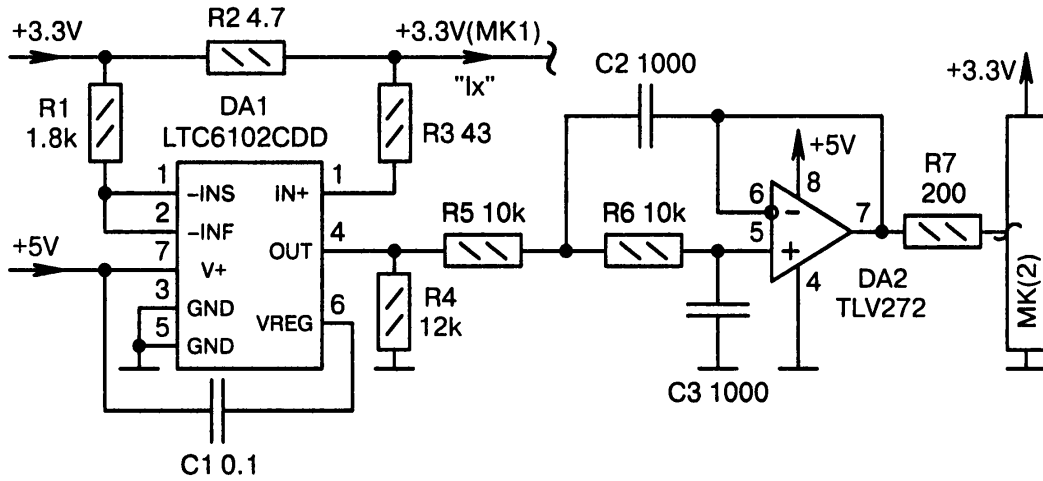 R2 4.7
+3.3V
+3.3V(MK1)
"Ix"
C2 1000
+3.3V
R1
1.8k
DA1
LTC6102CDD
R3 43
+5V
1
-INS
IN+
1
2
-INF
OUT
4
+5V
7
V+
3
GND
VREG
6
5
GND
R5 10k
R6 10k
R4
12k
6
-
8
5
+
7
4
R7
200
DA2
TLV272
MK(2)
C3 1000
C1 0.1